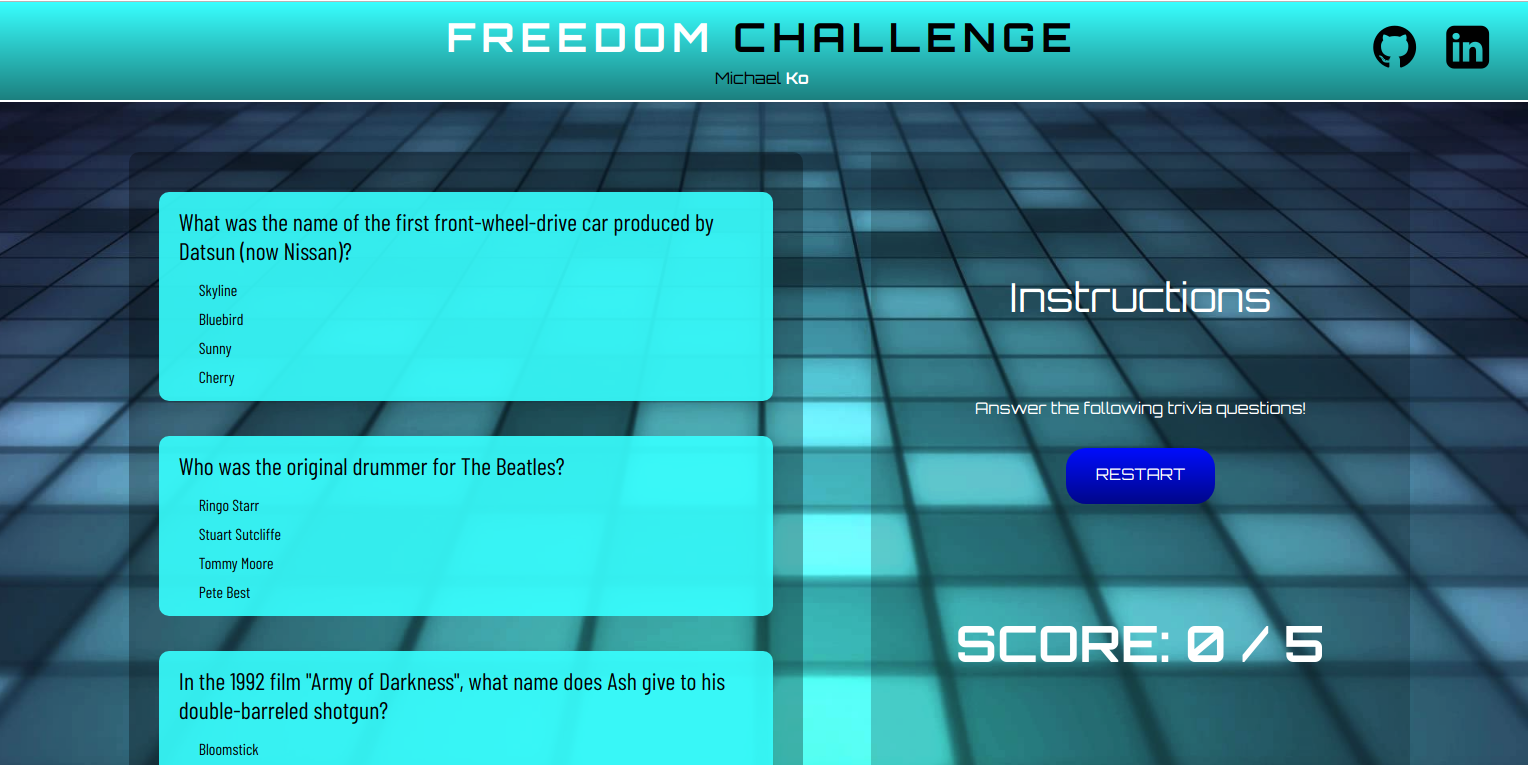 FREEDOM CHALLENGE
Michael Ko
in
What was the name of the first front-wheel-drive car produced by
Datsun (now Nissan)?
Skyline
Bluebird
Sunny
Cherry
Who was the original drummer for The Beatles?
Ringo Starr
Stuart Sutcliffe
Tommy Moore
Pete Best
In the 1992 film "Army of Darkness", what name does Ash give to his
double-barreled shotgun?
Bloomstick
Instructions
Answer the following trivia questions!
RESTART
SCORE: 0 / 5